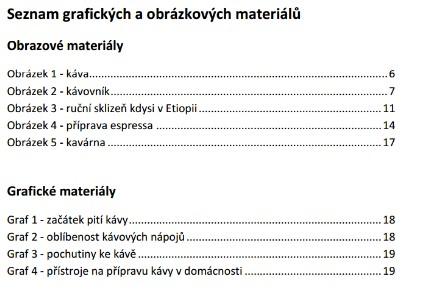 Seznam grafických a obrázkových materiálů
Obrazové materiály
Obrázek 1 - káva........................................................................................6
Obrázek 2 - kávovník.................................................................................7
Obrázek 3 - ruční sklizeň kdysi v Etiopii......................................................11
Obrázek 4 - příprava espressa ..................................................................14
Obrázek 5 - kavárna.................................................................................17
Grafické materiály
Graf 1 - začátek pití kávy..........................................................................18
Graf 2 - oblíbenost kávových nápojů.........................................................18
Graf 3 - pochutiny ke kávě.......................................................................19
Graf 4 - přístroje na přípravu kávy v domácnosti.......................................19